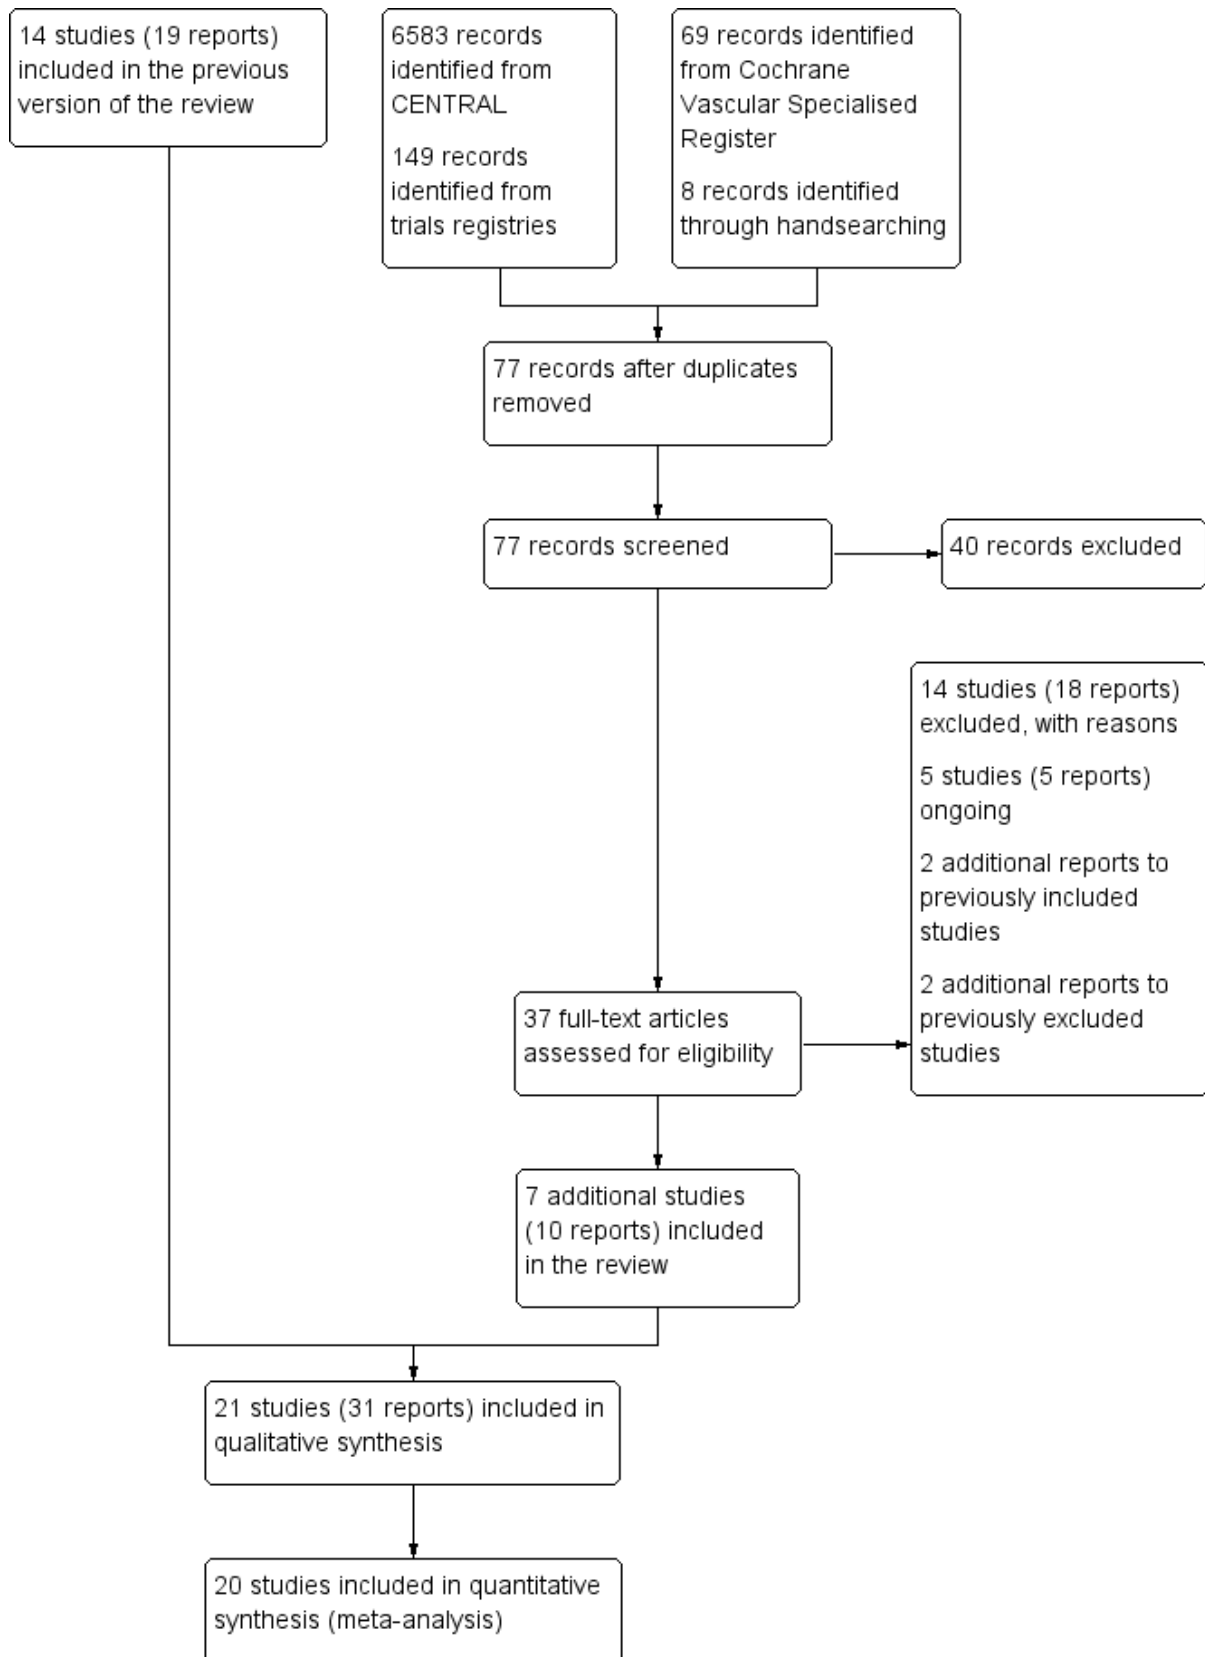 14 studies (19 reports)
included in the previous
version of the review
6583 records
identified from
CENTRAL
149 records
identified from
trials registries
69 records identified
from Cochrane
Vascular Specialised
Register
8 records identified
through handsearching
77 records after duplicates
removed
77 records screened
40 records excluded
14 studies (18 reports)
excluded, with reasons
5 studies (5 reports)
ongoing
2 additional reports to
previously included
studies
2 additional reports to
previously excluded
studies
37 full-text articles
assessed for eligibility
7 additional studies
(10 reports) included
in the review
21 studies (31 reports) included in
qualitative synthesis
20 studies included in quantitative
synthesis (meta-analysis)